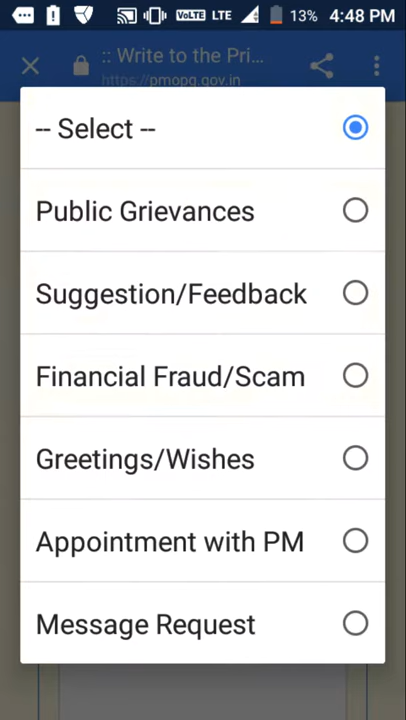 VoLTE LTE 13% 4:48 PM
:: Write to the Pri...
https://pmopg.gov.in
-- Select --
Public Grievances
Suggestion/Feedback
Financial Fraud/Scam
Greetings/Wishes
Appointment with PM
Message Request